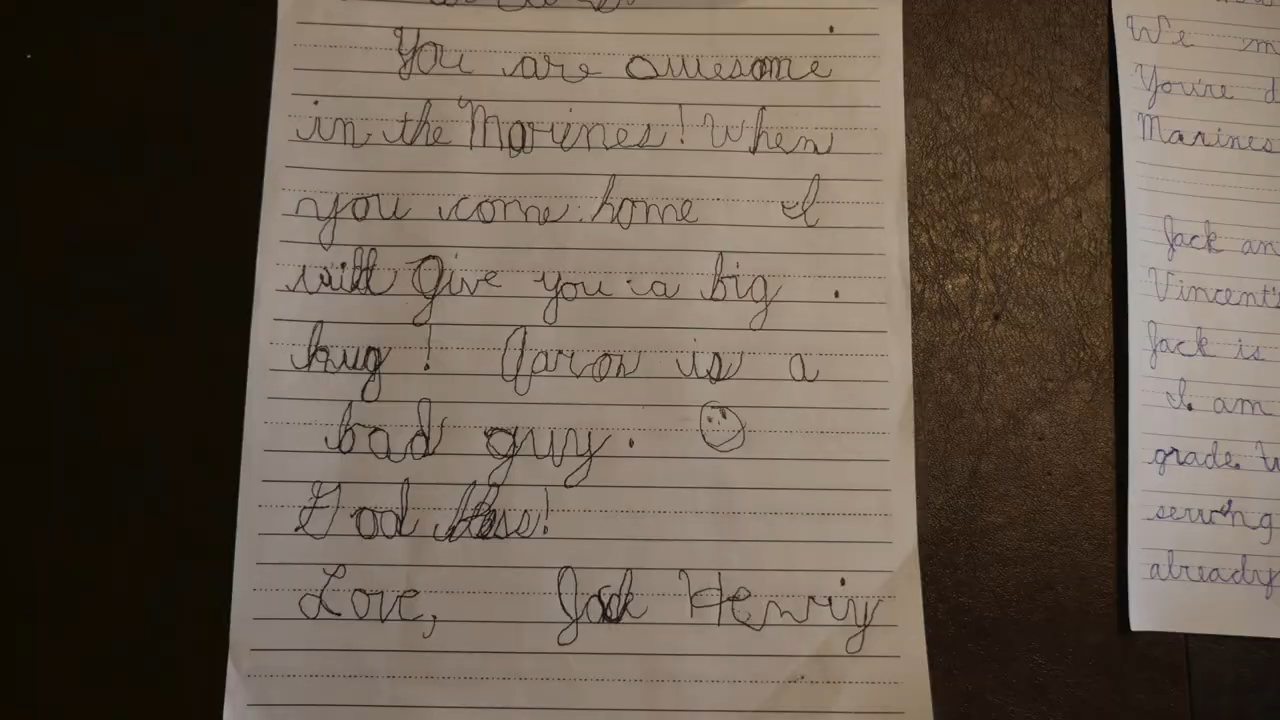 You are awesome
in the Marines! When
you come home I
will give you a big
hug! Jaron is a
bad guy.
God Bless!
Love, Jack Henry
We m
You're d
Marines
Jack an
Vincent's
Jack is
I am
grade. W
serving
already